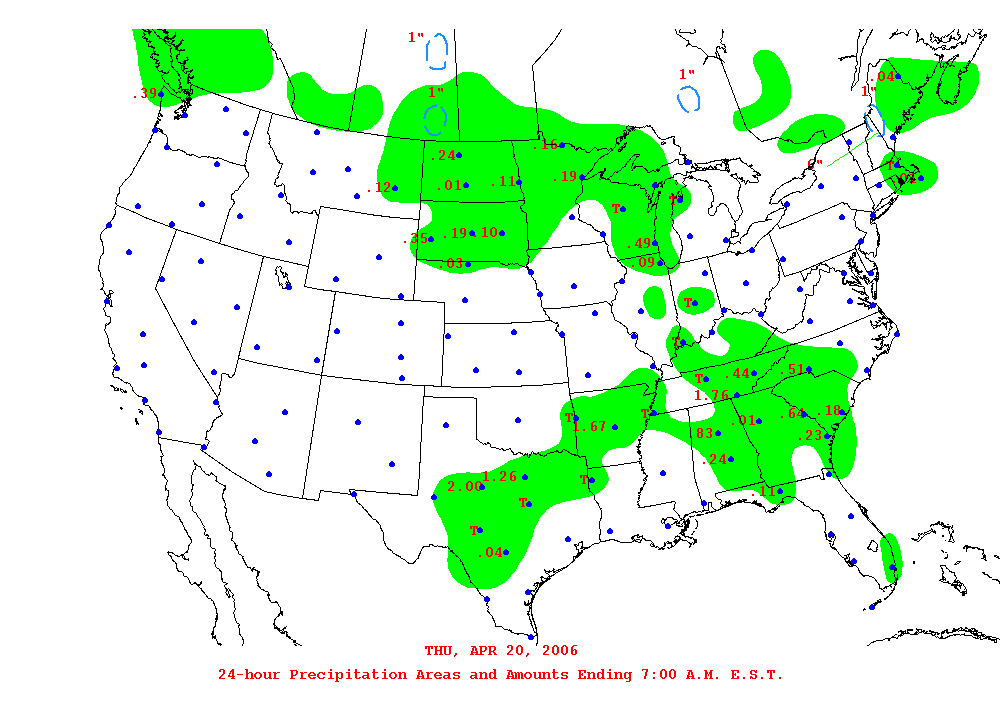 1"
1"
1"
.04
1"
.39
.16
.24
6"
T
.02
.12
.01
.11
.19
T
T
.35
.19
.10
.49
.03
.09
T
T
.44
.51
T
1.76
T
T
1.67
.01
.64
.18
.83
.23
.24
1.26
2.00
T
.11
T
T
.04
THU, APR 20, 2006
24-hour Precipitation Areas and Amounts Ending 7:00 A.M. E.S.T.